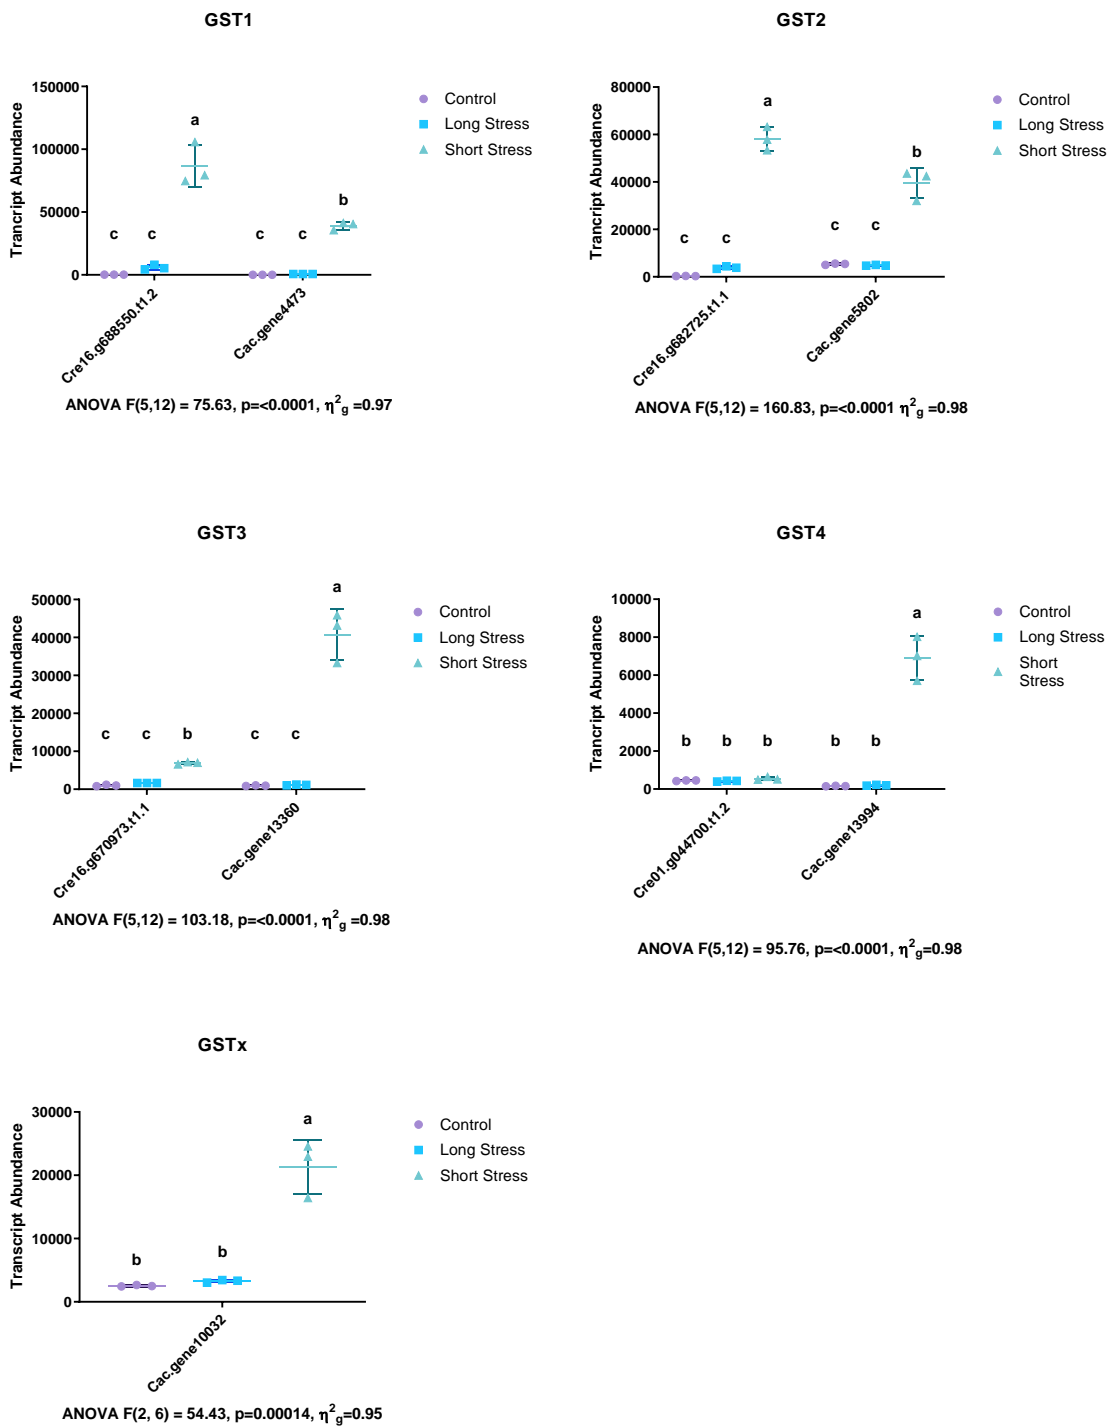 GST1
150000
100000
50000
0
Trancript Abundance
a
b
c
c
c
c
Cre16.g688550.t1.2
Cac.gene4473
Control
Long Stress
Short Stress
ANOVA F(5,12) = 75.63, p=<0.0001, η²g =0.97
GST2
80000
60000
40000
20000
0
Trancript Abundance
a
b
c
c
c
c
Cre16.g682725.t1.1
Cac.gene5802
Control
Long Stress
Short Stress
ANOVA F(5,12) = 160.83, p=<0.0001 η²g =0.98
GST3
50000
40000
30000
20000
10000
0
Trancript Abundance
a
c
c
b
c
c
Cre16.g670973.t1.1
Cac.gene13360
Control
Long Stress
Short Stress
ANOVA F(5,12) = 103.18, p=<0.0001, η²g =0.98
GST4
10000
8000
6000
4000
2000
0
Trancript Abundance
a
b
b
b
b
b
Cre01.g044700.t1.2
Cac.gene13994
Control
Long Stress
Short
Stress
ANOVA F(5,12) = 95.76, p=<0.0001, η²g=0.98
GSTx
30000
20000
10000
0
Transcript Abundance
a
b
b
Cac.gene10032
Control
Long Stress
Short Stress
ANOVA F(2, 6) = 54.43, p=0.00014, η²g=0.95